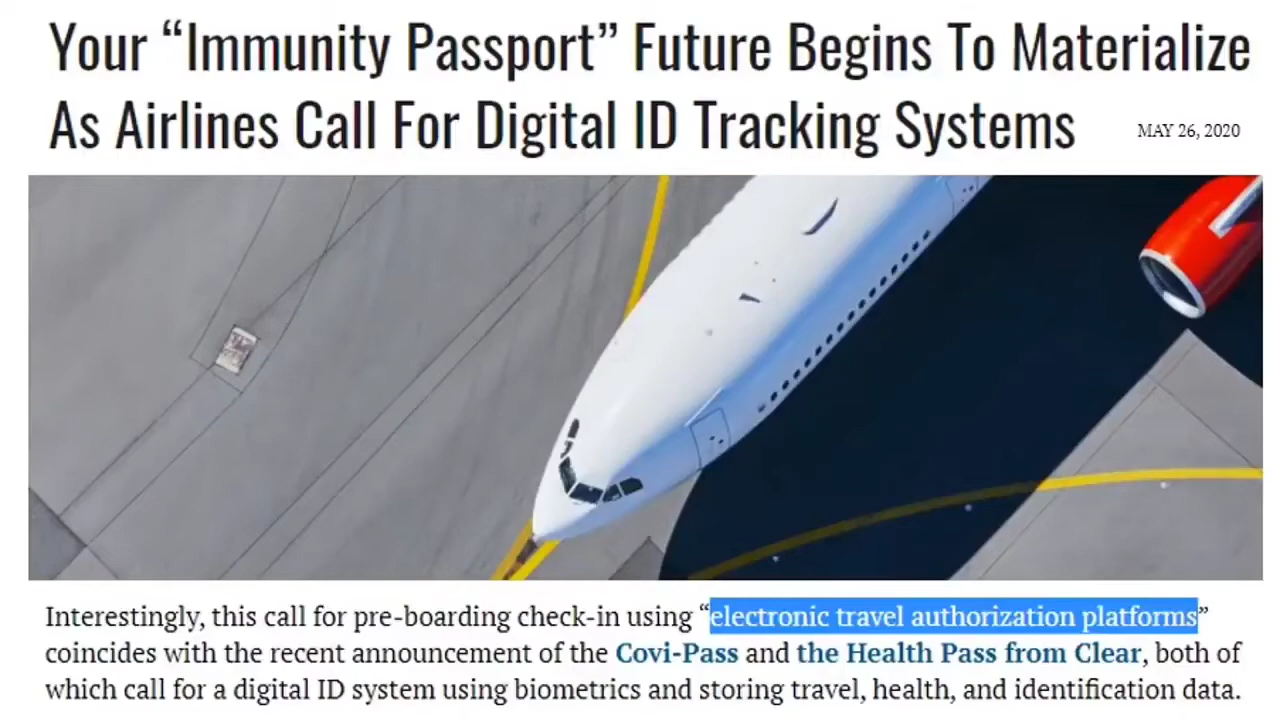 Your “Immunity Passport” Future Begins To Materialize
As Airlines Call For Digital ID Tracking Systems
MAY 26, 2020
Interestingly, this call for pre-boarding check-in using “electronic travel authorization platforms”
coincides with the recent announcement of the Covi-Pass and the Health Pass from Clear, both of
which call for a digital ID system using biometrics and storing travel, health, and identification data.